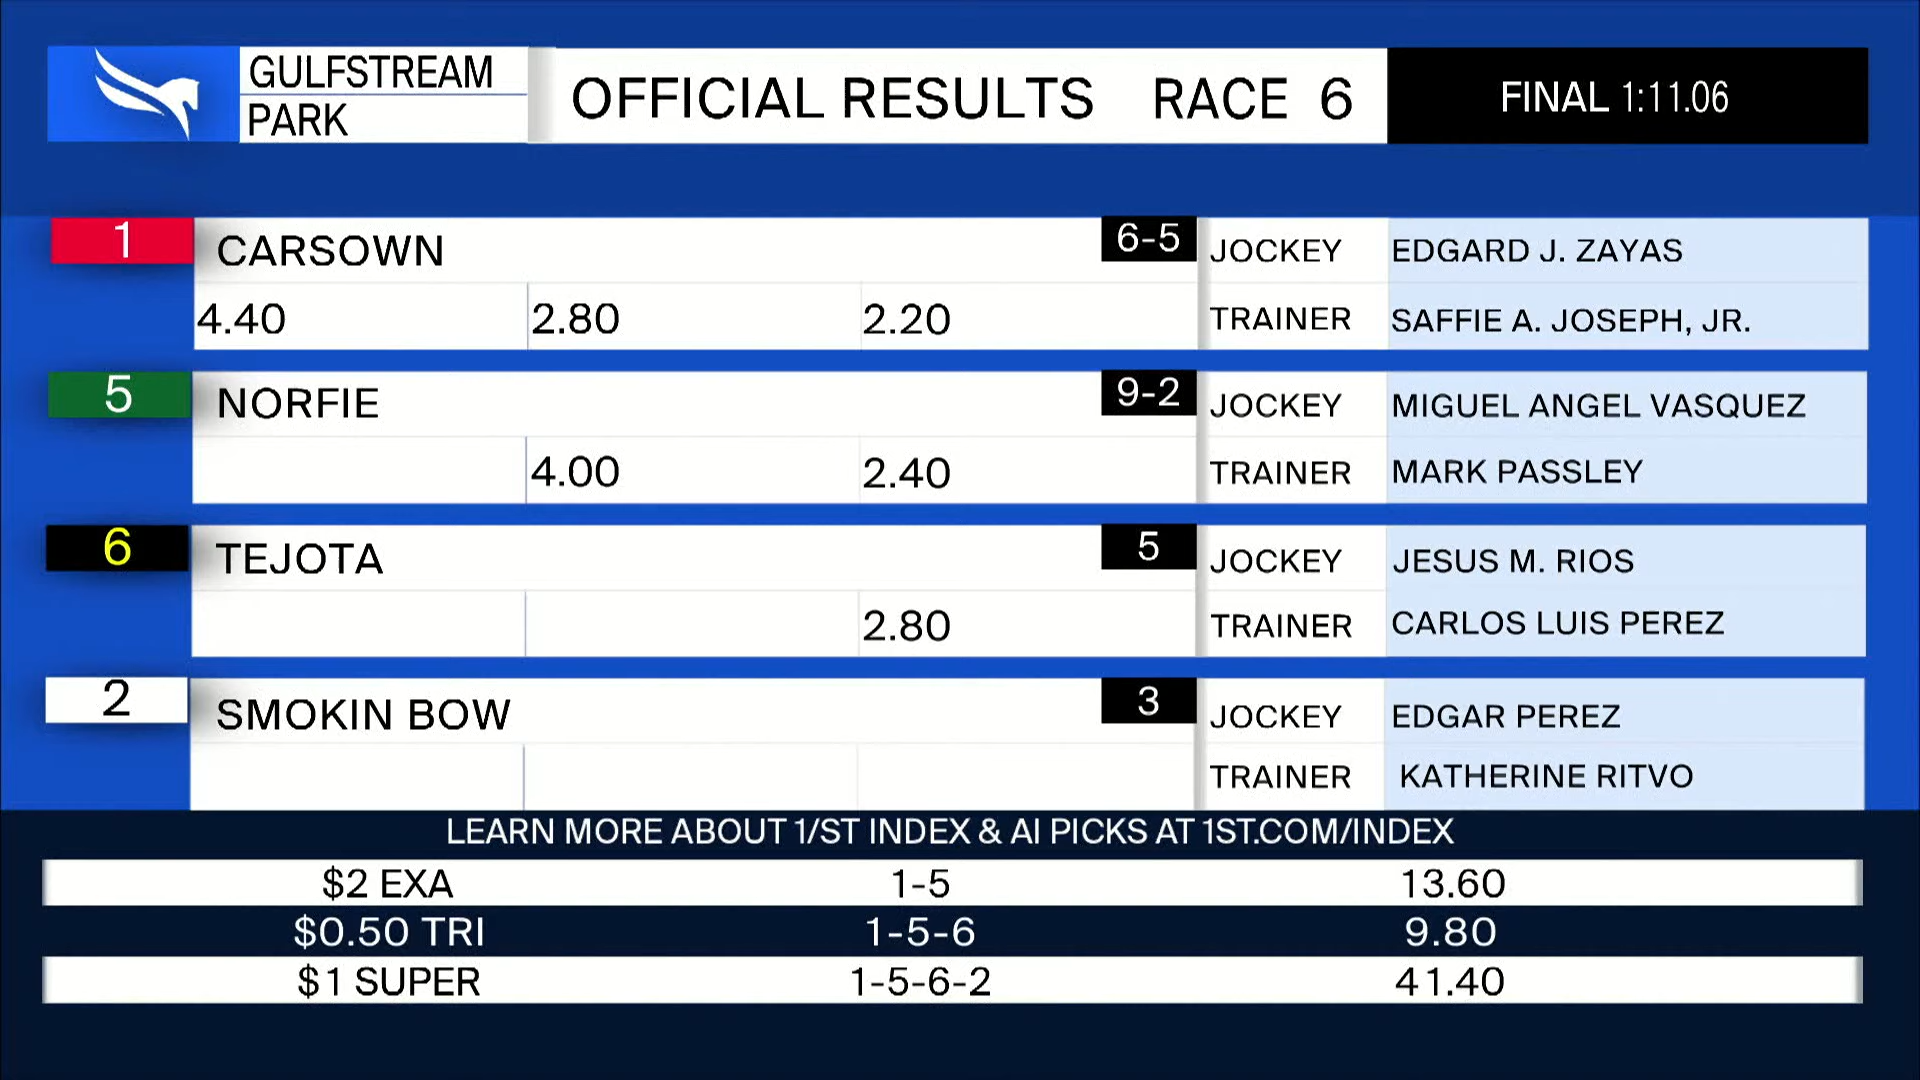 GULFSTREAM
PARK
OFFICIAL RESULTS RACE 6
FINAL 1:11.06
1 CARSOWN 6-5 JOCKEY EDGARD J. ZAYAS
4.40 2.80 2.20 TRAINER SAFFIE A. JOSEPH, JR.
5 NORFIE 9-2 JOCKEY MIGUEL ANGEL VASQUEZ
4.00 2.40 TRAINER MARK PASSLEY
6 TEJOTA 5 JOCKEY JESUS M. RIOS
2.80 TRAINER CARLOS LUIS PEREZ
2 SMOKIN BOW 3 JOCKEY EDGAR PEREZ
TRAINER KATHERINE RITVO
LEARN MORE ABOUT 1/ST INDEX & AI PICKS AT 1ST.COM/INDEX
$2 EXA 1-5 13.60
$0.50 TRI 1-5-6 9.80
$1 SUPER 1-5-6-2 41.40